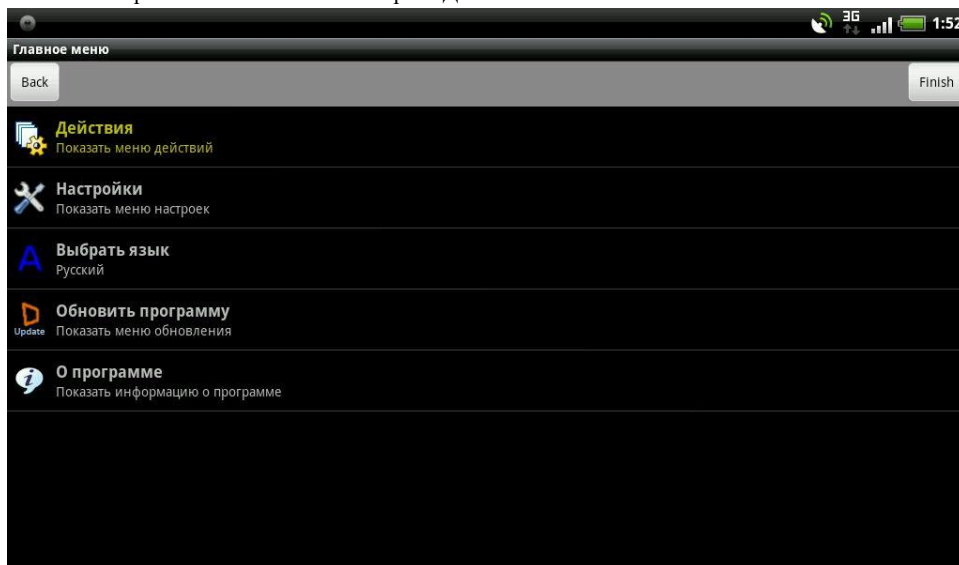 3G 1:52
Главное меню
Back Finish
Действия
Показать меню действий
Настройки
Показать меню настроек
A Выбрать язык
Русский
Обновить программу
Update Показать меню обновления
i О программе
Показать информацию о программе